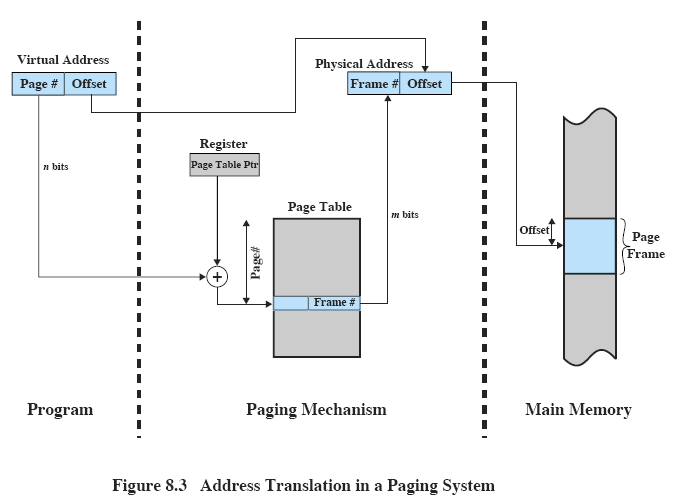 Virtual Address
Page # Offset
Physical Address
Frame # Offset
n bits
Register
Page Table Ptr
Page Table
m bits
Page#
+
Frame #
Offset
Page
Frame
Program
Paging Mechanism
Main Memory
Figure 8.3 Address Translation in a Paging System